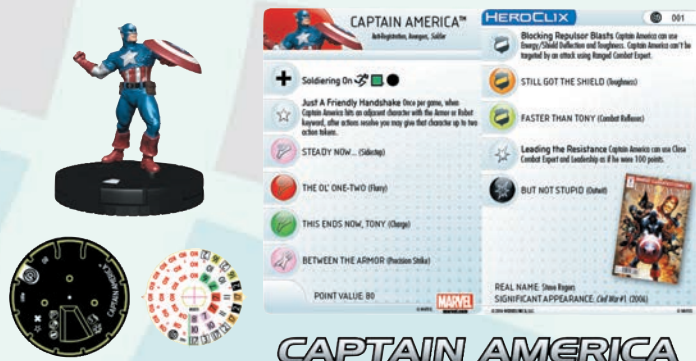 CAPTAIN AMERICA™
Anti-Registration, Avengers, Soldier
Soldiering On
Just A Friendly Handshake Once per game, when
Captain America hits an adjacent character with the Armor or Robot
keyword, after actions resolve you may give that character up to two
action tokens.
STEADY NOW... (Sidestep)
THE OL' ONE-TWO (Flurry)
THIS ENDS NOW, TONY (Charge)
BETWEEN THE ARMOR (Precision Strike)
POINT VALUE: 80
MARVEL
HEROCLIX
001
Blocking Repulsor Blasts Captain America can use
Energy/Shield Deflection and Toughness. Captain America can't be
targeted by an attack using Ranged Combat Expert.
STILL GOT THE SHIELD (Toughness)
FASTER THAN TONY (Combat Reflexes)
Leading the Resistance Captain America can use Close
Combat Expert and Leadership as if he were 100 points.
BUT NOT STUPID (Outwit)
REAL NAME: Steve Rogers
SIGNIFICANT APPEARANCE: Civil War #1 (2006)
CAPTAIN AMERICA
CAPTAIN AMERICA